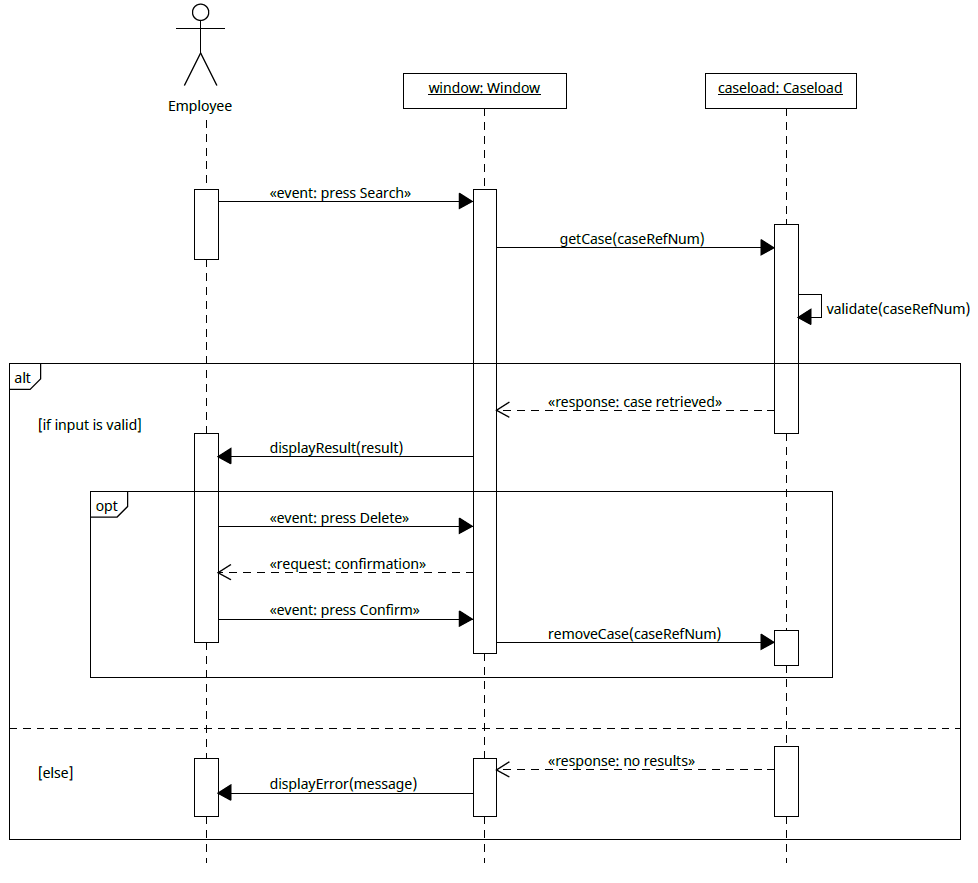 Employee
window: Window
caseload: Caseload
«event: press Search»
getCase(caseRefNum)
validate(caseRefNum)
alt
«response: case retrieved»
[if input is valid]
displayResult(result)
opt
«event: press Delete»
«request: confirmation»
«event: press Confirm»
removeCase(caseRefNum)
«response: no results»
[else]
displayError(message)